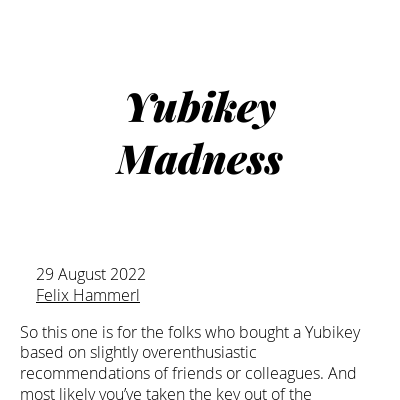 Yubikey
Madness
29 August 2022
Felix Hammerl
So this one is for the folks who bought a Yubikey
based on slightly overenthusiastic
recommendations of friends or colleagues. And
most likely you’ve taken the key out of the